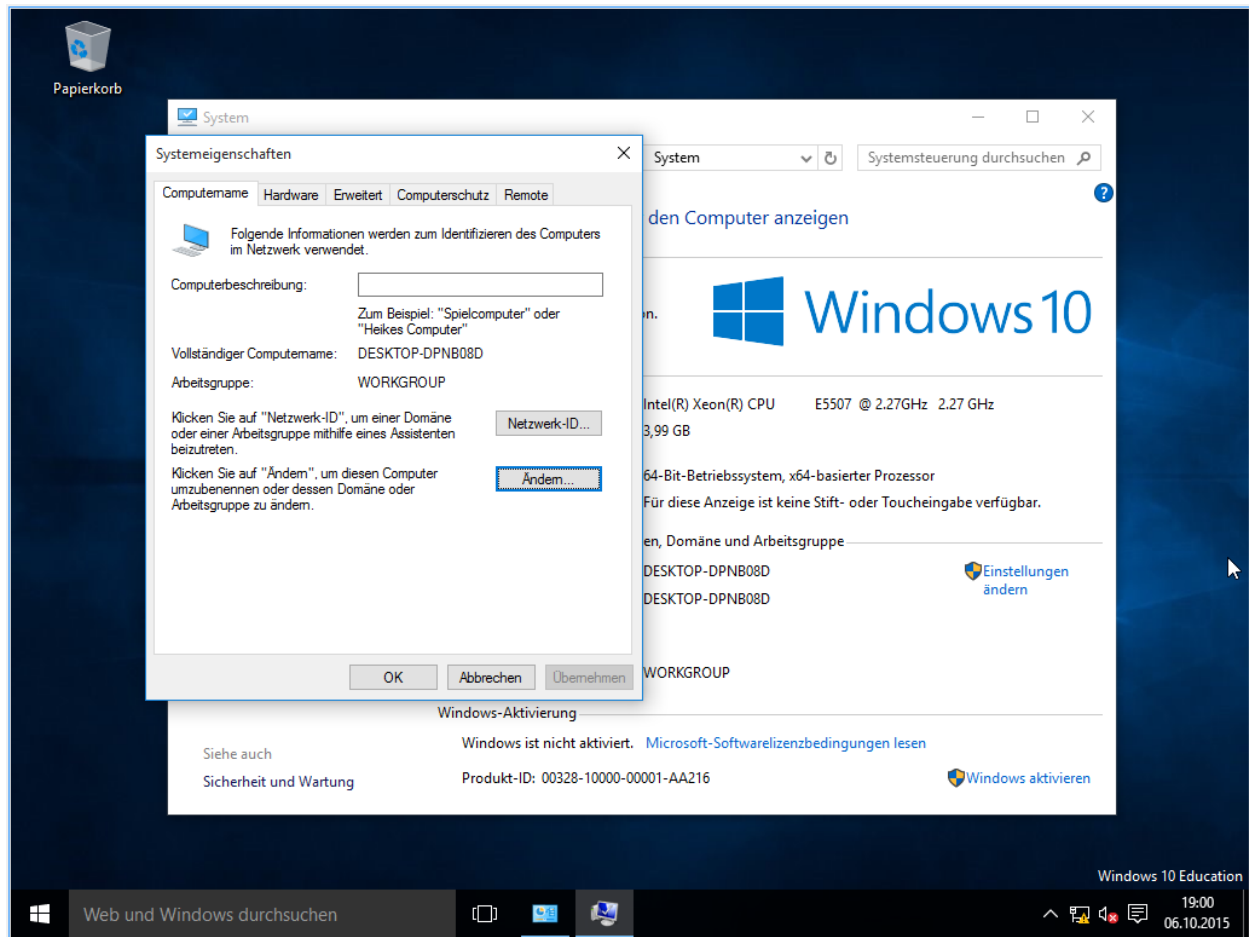 Papierkorb
System
Systemeigenschaften
System
Systemsteuerung durchsuchen
Computername Hardware Erweitert Computerschutz Remote
?
den Computer anzeigen
Folgende Informationen werden zum Identifizieren des Computers
im Netzwerk verwendet.
Computerbeschreibung:
Zum Beispiel: "Spielcomputer" oder
"Heikes Computer"
Vollständiger Computername: DESKTOP-DPNB08D
Arbeitsgruppe: WORKGROUP
Klicken Sie auf "Netzwerk-ID", um einer Domäne
oder einer Arbeitsgruppe mithilfe eines Assistenten
beizutreten.
Netzwerk-ID...
Klicken Sie auf "Ändern", um diesen Computer
umzubenennen oder dessen Domäne oder
Arbeitsgruppe zu ändern.
Ändern...
OK Abbrechen Übernehmen
Windows 10
Intel(R) Xeon(R) CPU E5507 @ 2.27GHz 2.27 GHz
3,99 GB
64-Bit-Betriebssystem, x64-basierter Prozessor
Für diese Anzeige ist keine Stift- oder Toucheingabe verfügbar.
en, Domäne und Arbeitsgruppe
DESKTOP-DPNB08D
Einstellungen
ändern
DESKTOP-DPNB08D
WORKGROUP
Windows-Aktivierung
Windows ist nicht aktiviert. Microsoft-Softwarelizenzbedingungen lesen
Produkt-ID: 00328-10000-00001-AA216
Windows aktivieren
Siehe auch
Sicherheit und Wartung
Windows 10 Education
Web und Windows durchsuchen
19:00
06.10.2015